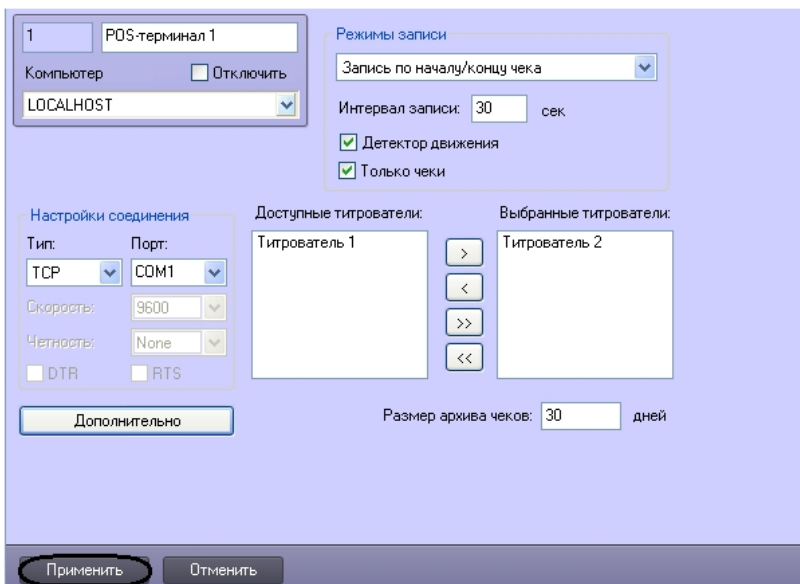 1
POS-терминал 1
Компьютер
Отключить
LOCALHOST
Режимы записи
Запись по началу/концу чека
Интервал записи: 30 сек
Детектор движения
Только чеки
Настройки соединения
Тип:
Порт:
TCP
COM1
Скорость:
9600
Четность:
None
DTR
RTS
Дополнительно
Доступные титрователи:
Титрователь 1
>
<
>>
<<
Выбранные титрователи:
Титрователь 2
Размер архива чеков: 30 дней
Применить
Отменить